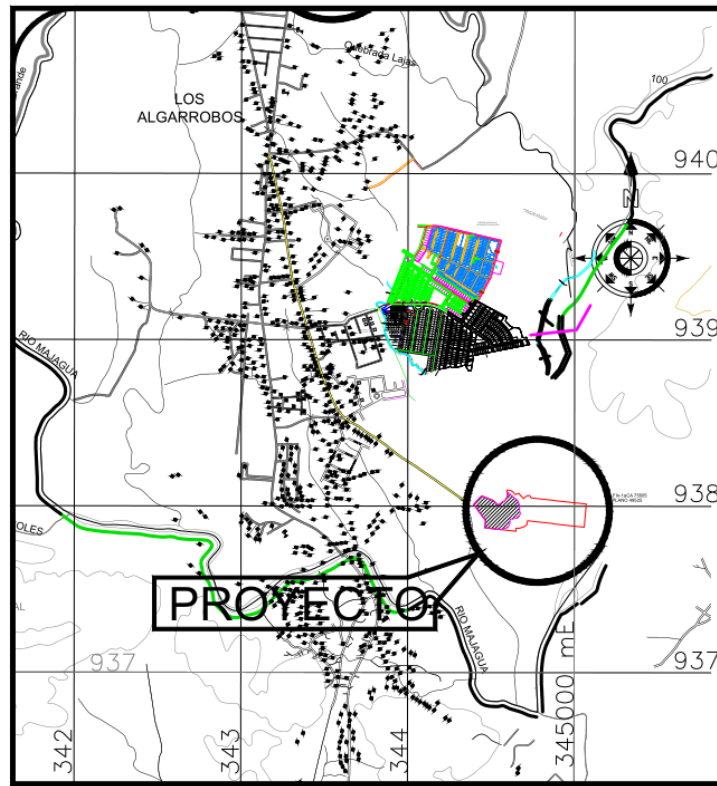 Quebrada Lajas
100
LOS
ALGARROBOS
940
N
939
RIO MAJAGUA
938
OLES
PROYECTO
RIO MAJAGUA
937
937
342
343
344
345000 mE